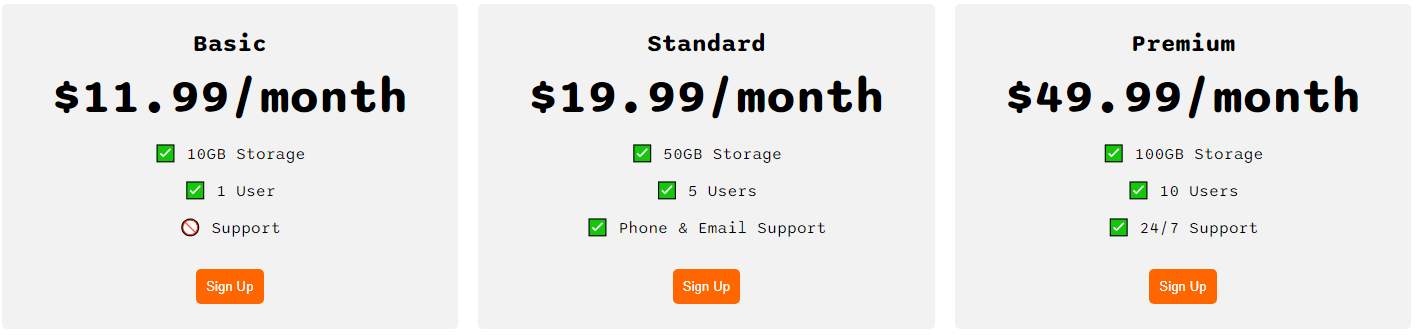 Basic
$11.99/month
✅ 10GB Storage
✅ 1 User
🚫 Support
Sign Up
Standard
$19.99/month
✅ 50GB Storage
✅ 5 Users
✅ Phone & Email Support
Sign Up
Premium
$49.99/month
✅ 100GB Storage
✅ 10 Users
✅ 24/7 Support
Sign Up